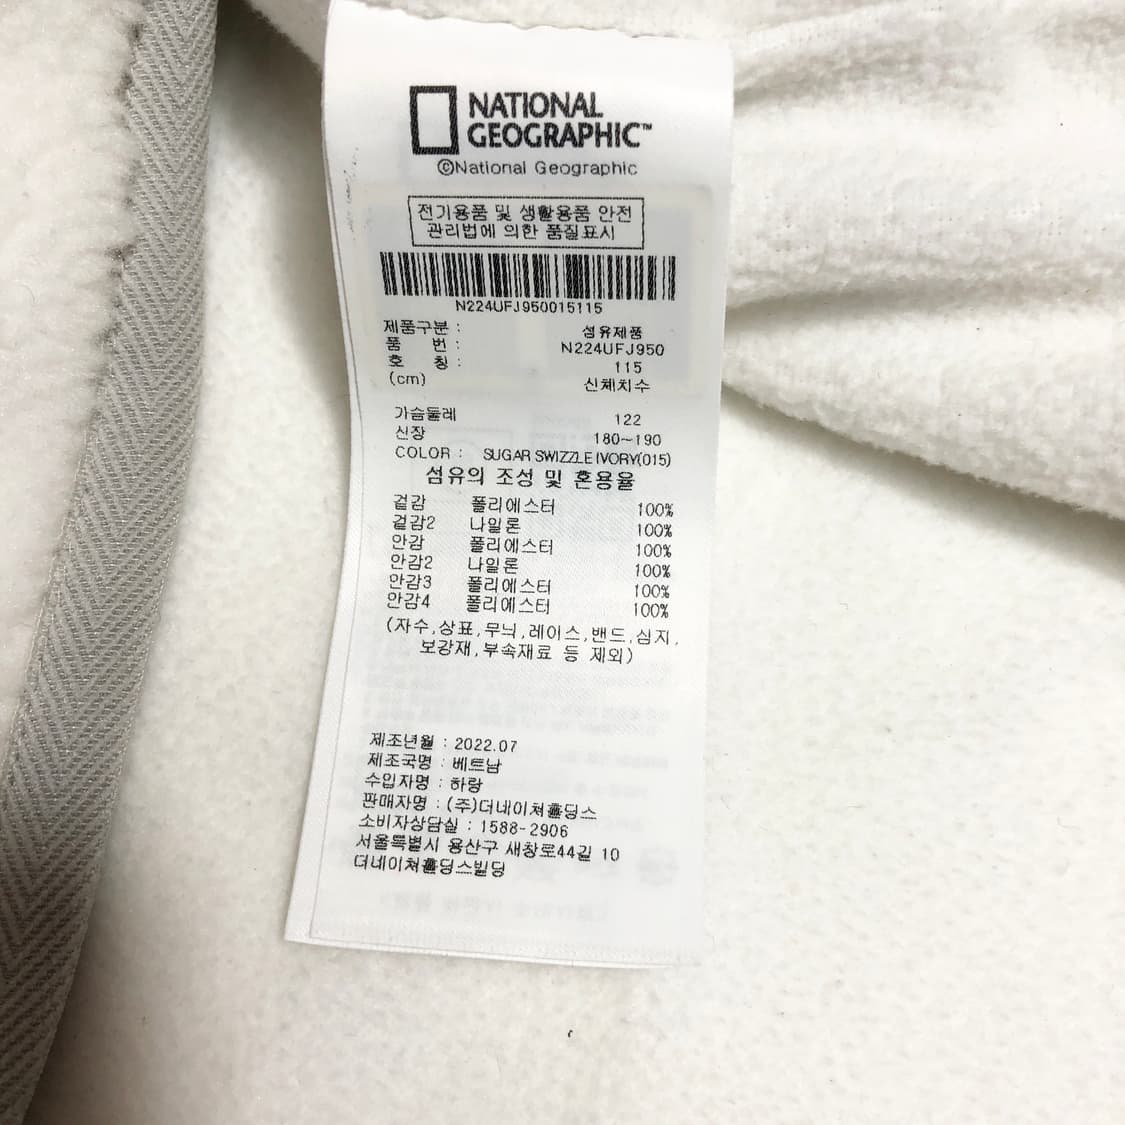 NATIONAL
GEOGRAPHIC™
©National Geographic
전기용품 및 생활용품 안전
관리법에 의한 품질표시
N224UFJ950015115
제품구분 : 섬유제품
품 번 : N224UFJ950
호 칭 : 115
(cm) 신체치수
가슴둘레 122
신장 180~190
COLOR : SUGAR SWIZZLE IVORY(015)
섬유의 조성 및 혼용율
겉감 폴리에스터 100%
겉감2 나일론 100%
안감 폴리에스터 100%
안감2 나일론 100%
안감3 폴리에스터 100%
안감4 폴리에스터 100%
(자수,상표,무늬,레이스,밴드,심지,
보강재,부속재료 등 제외)
제조년월 : 2022.07
제조국명 : 베트남
수입자명 : 하랑
판매자명 : (주)더네이쳐홀딩스
소비자상담실 : 1588-2906
서울특별시 용산구 새창로44길 10
더네이쳐홀딩스빌딩